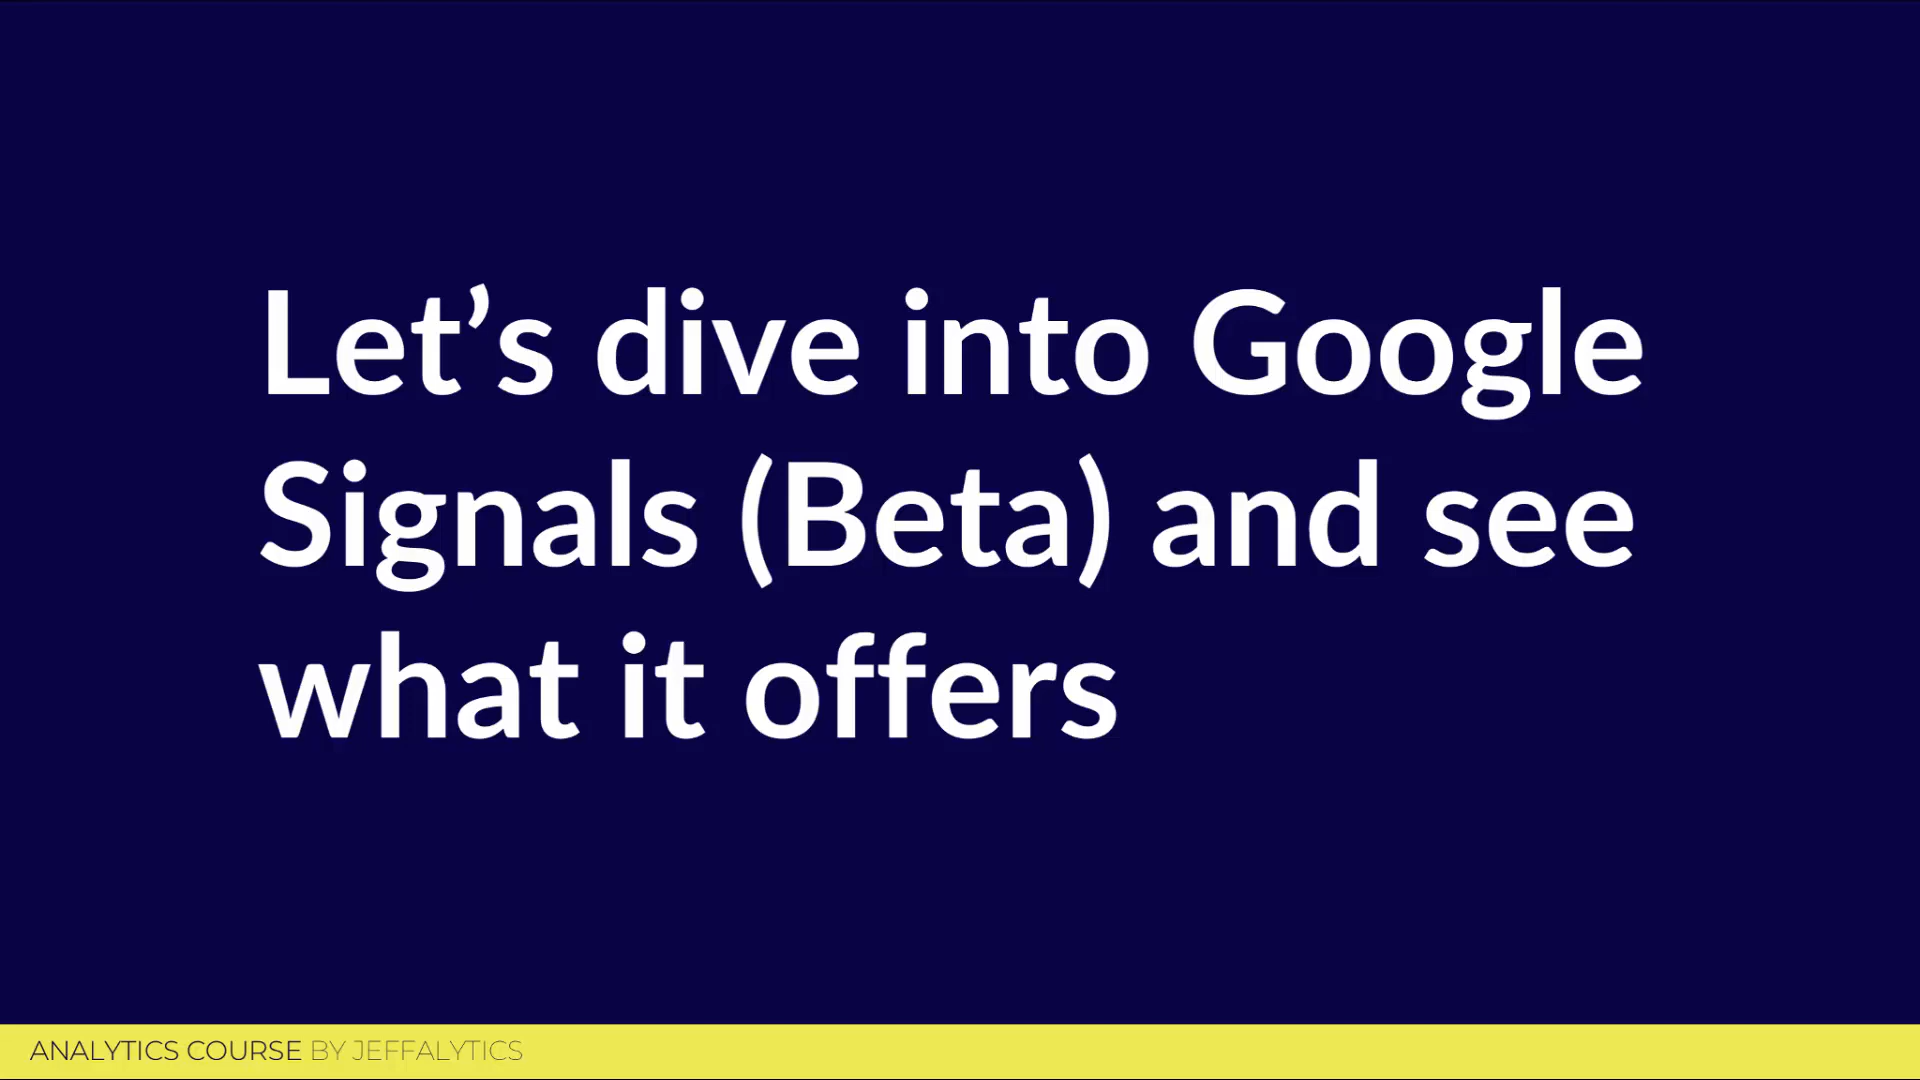 Let’s dive into Google
Signals (Beta) and see
what it offers
ANALYTICS COURSE BY JEFFALYTICS